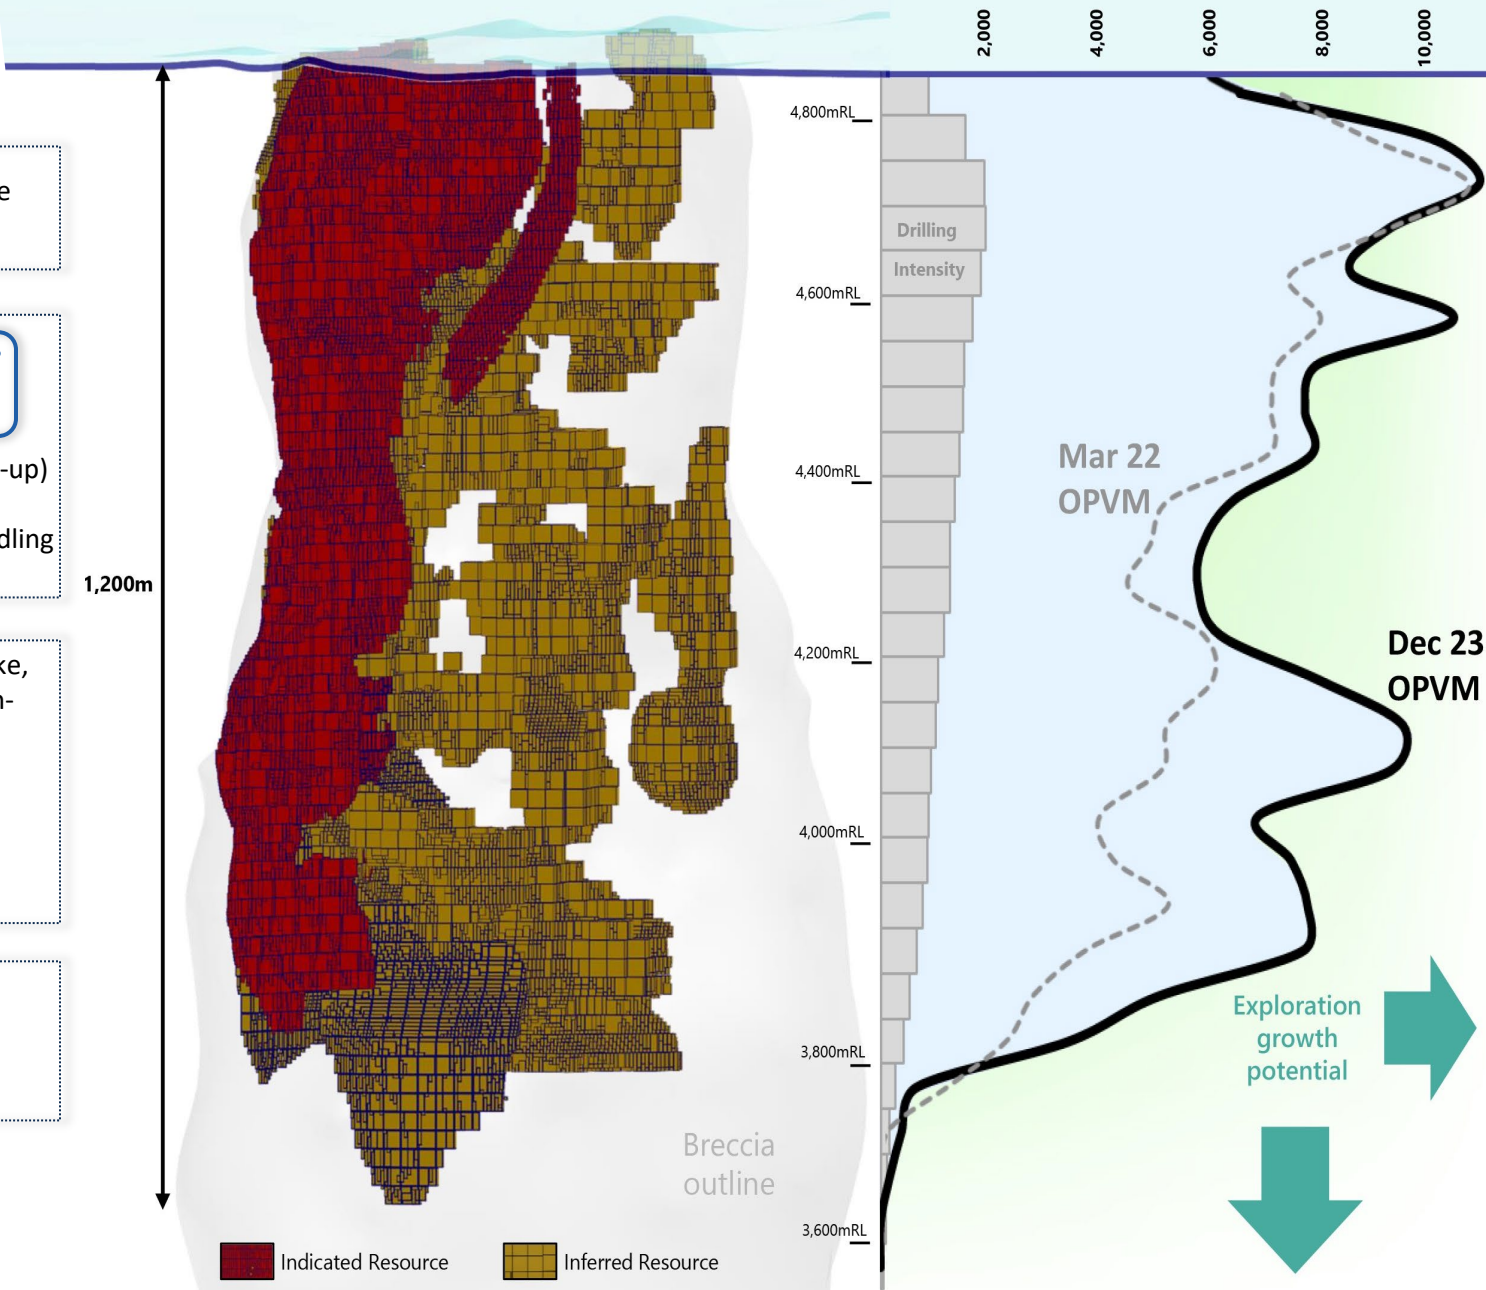 e
-up)
dling
ke,
n-
1,200m
Indicated Resource
Inferred Resource
Breccia
outline
2,000
4,000
6,000
8,000
10,000
4,800mRL
4,600mRL
4,400mRL
4,200mRL
4,000mRL
3,800mRL
3,600mRL
Drilling
Intensity
Mar 22
OPVM
Dec 23
OPVM
Exploration
growth
potential